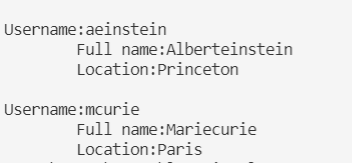 Username:aeinstein
Full name:Alberteinstein
Location:Princeton
Username:mcurie
Full name:Mariecurie
Location:Paris